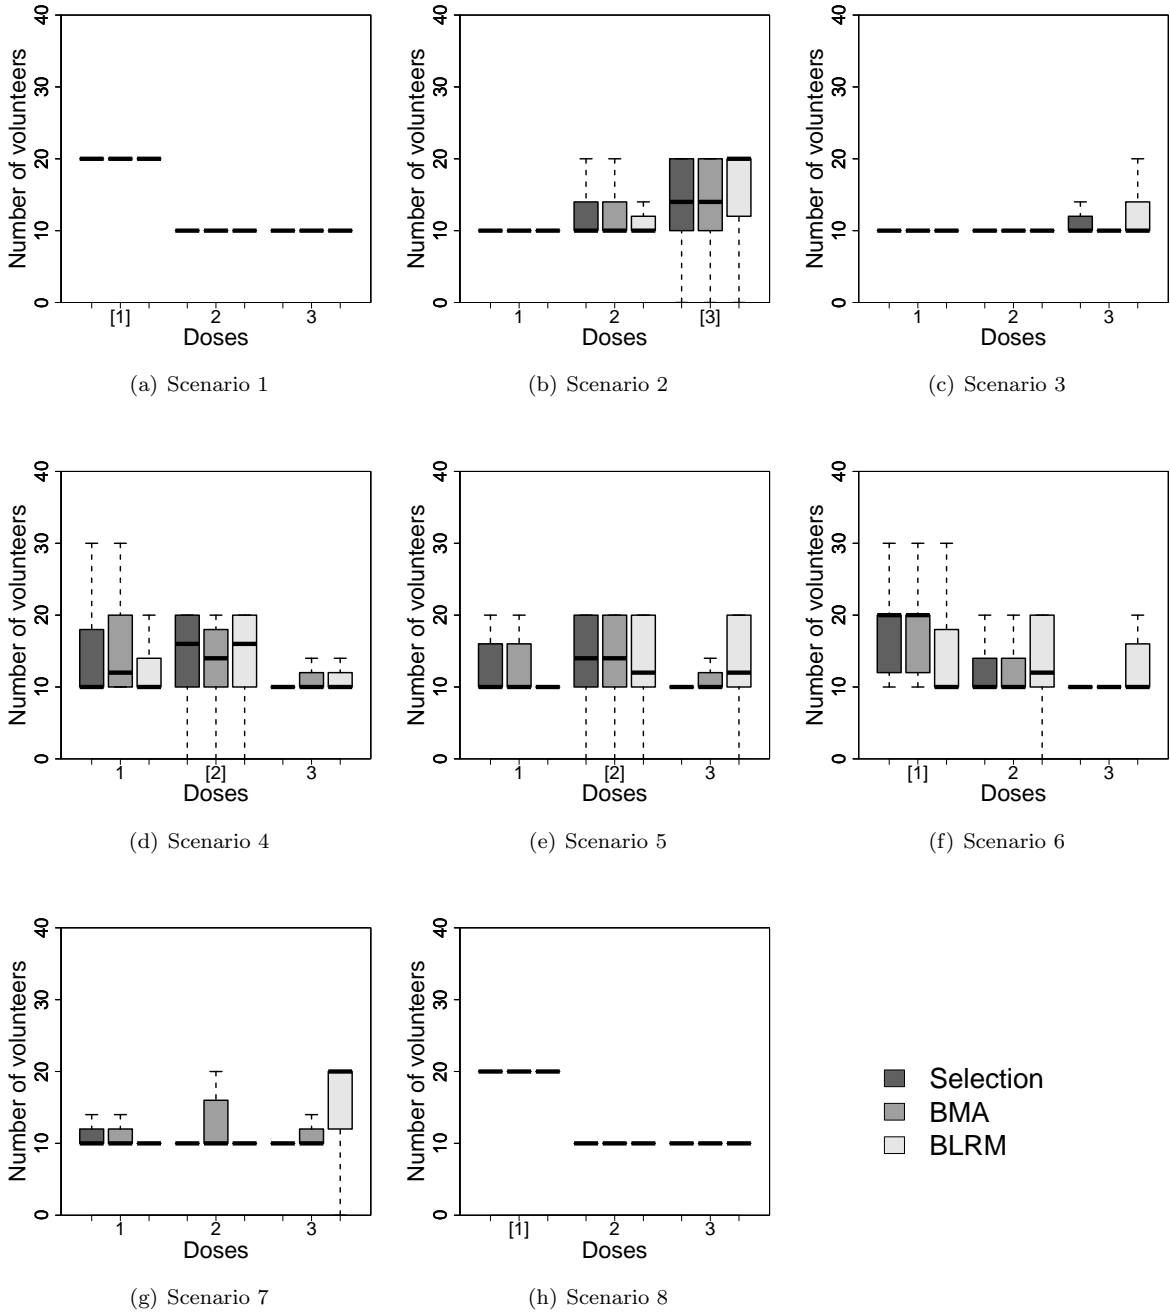 40
30
20
10
0
Number of volunteers
[1] 2 3
Doses
(a) Scenario 1
40
30
20
10
0
Number of volunteers
1 2 [3]
Doses
(b) Scenario 2
40
30
20
10
0
Number of volunteers
1 2 3
Doses
(c) Scenario 3
40
30
20
10
0
Number of volunteers
1 [2] 3
Doses
(d) Scenario 4
40
30
20
10
0
Number of volunteers
1 [2] 3
Doses
(e) Scenario 5
40
30
20
10
0
Number of volunteers
[1] 2 3
Doses
(f) Scenario 6
40
30
20
10
0
Number of volunteers
1 2 3
Doses
(g) Scenario 7
40
30
20
10
0
Number of volunteers
[1] 2 3
Doses
(h) Scenario 8
Selection
BMA
BLRM